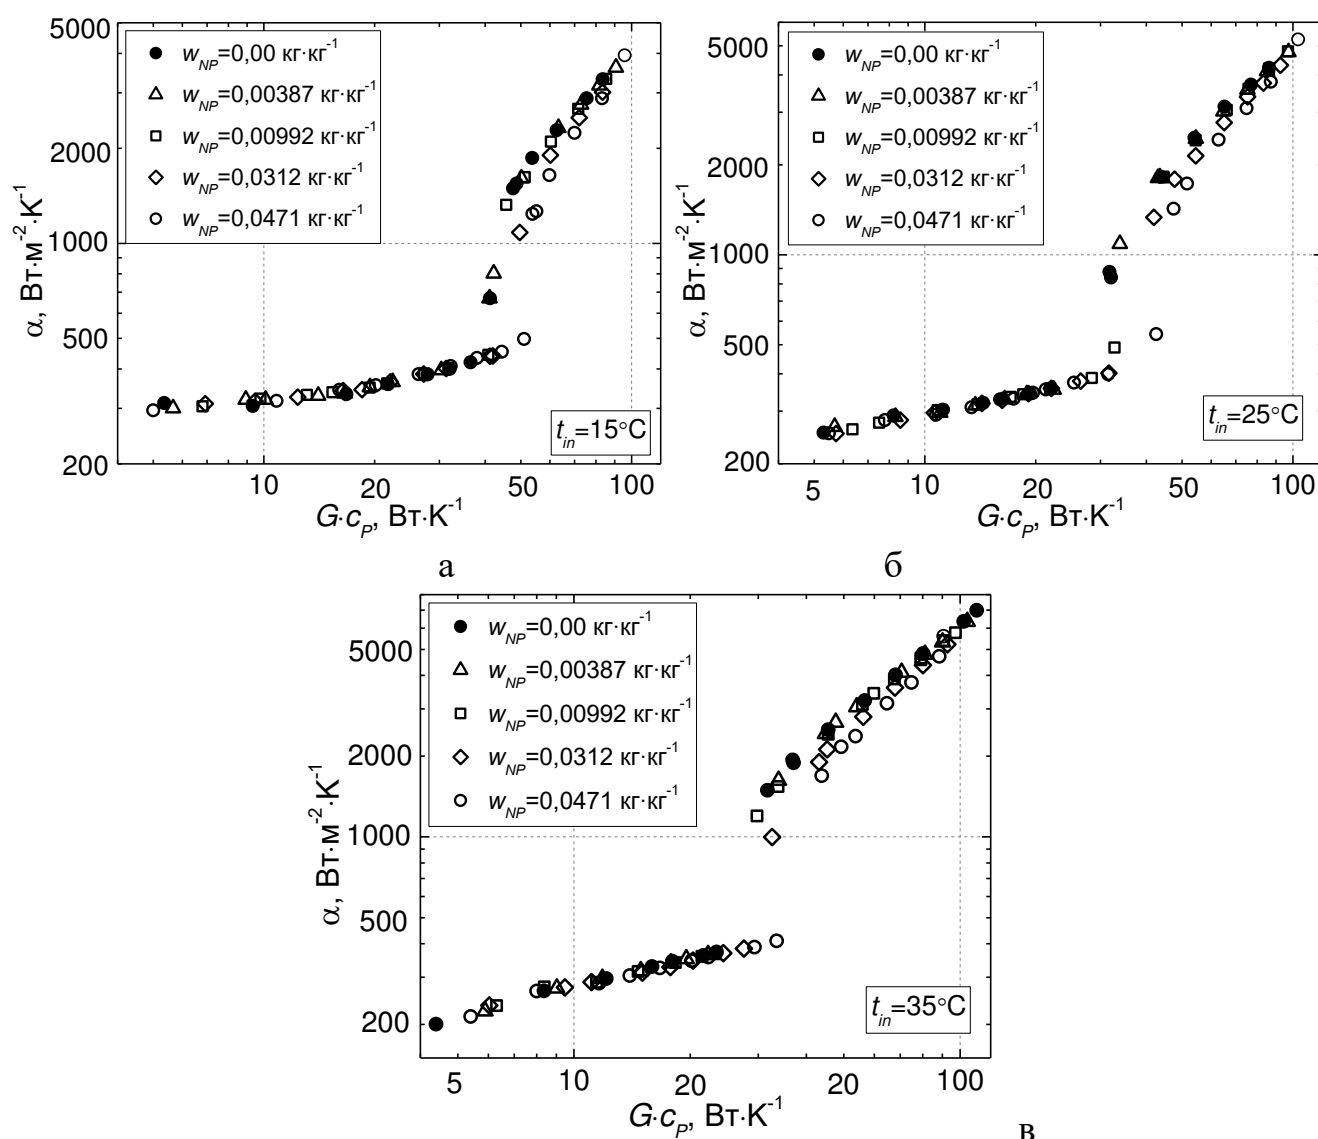 5000
2000
1000
500
200
α, Вт·м⁻²·К⁻¹
w_NP=0,00 кг·кг⁻¹
w_NP=0,00387 кг·кг⁻¹
w_NP=0,00992 кг·кг⁻¹
w_NP=0,0312 кг·кг⁻¹
w_NP=0,0471 кг·кг⁻¹
t_in=15°C
10 20 50 100
G·c_P, Вт·К⁻¹
а
5000
2000
1000
500
200
α, Вт·м⁻²·К⁻¹
w_NP=0,00 кг·кг⁻¹
w_NP=0,00387 кг·кг⁻¹
w_NP=0,00992 кг·кг⁻¹
w_NP=0,0312 кг·кг⁻¹
w_NP=0,0471 кг·кг⁻¹
t_in=25°C
5 10 20 50 100
G·c_P, Вт·К⁻¹
б
5000
2000
1000
500
200
α, Вт·м⁻²·К⁻¹
w_NP=0,00 кг·кг⁻¹
w_NP=0,00387 кг·кг⁻¹
w_NP=0,00992 кг·кг⁻¹
w_NP=0,0312 кг·кг⁻¹
w_NP=0,0471 кг·кг⁻¹
t_in=35°C
5 10 20 20 100
G·c_P, Вт·К⁻¹
в